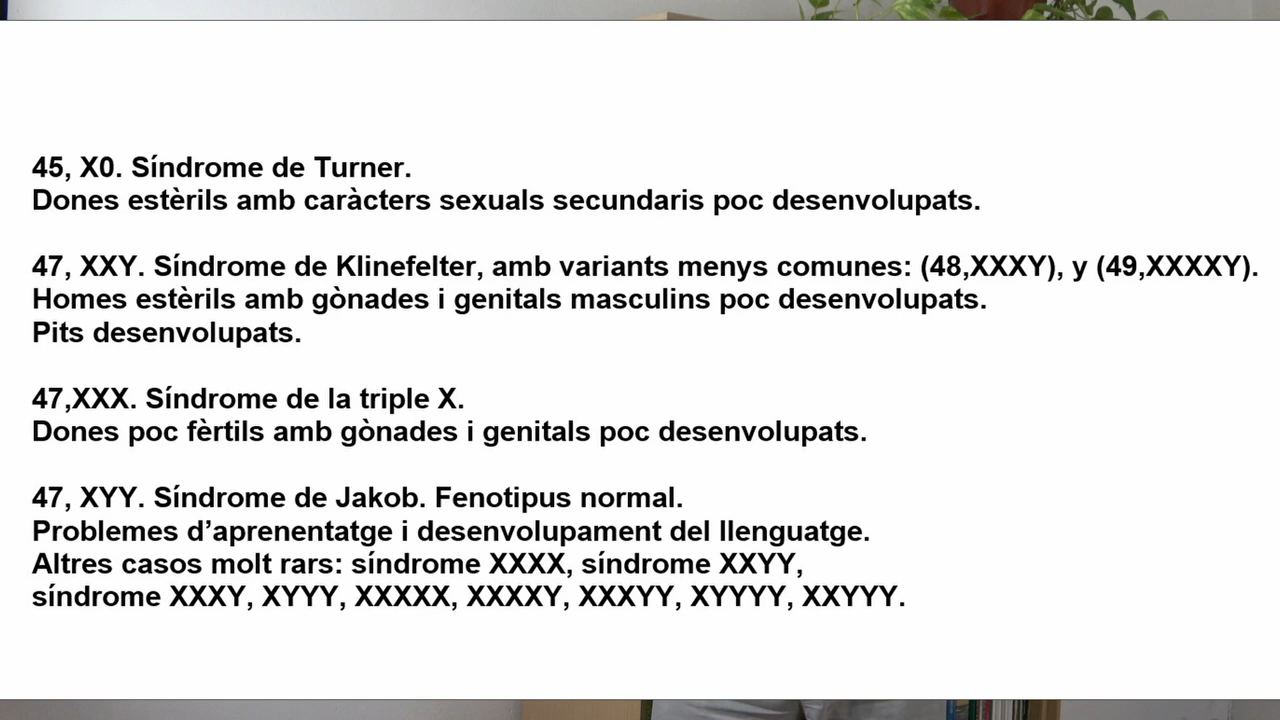 45, X0. Síndrome de Turner.
Dones estèrils amb caràcters sexuals secundaris poc desenvolupats.
47, XXY. Síndrome de Klinefelter, amb variants menys comunes: (48,XXXY), y (49,XXXXY).
Homes estèrils amb gònades i genitals masculins poc desenvolupats.
Pits desenvolupats.
47,XXX. Síndrome de la triple X.
Dones poc fèrtils amb gònades i genitals poc desenvolupats.
47, XYY. Síndrome de Jakob. Fenotipus normal.
Problemes d’aprenentatge i desenvolupament del llenguatge.
Altres casos molt rars: síndrome XXXX, síndrome XXYY,
síndrome XXXY, XYYY, XXXXX, XXXXY, XXXYY, XYYYY, XXYYY.